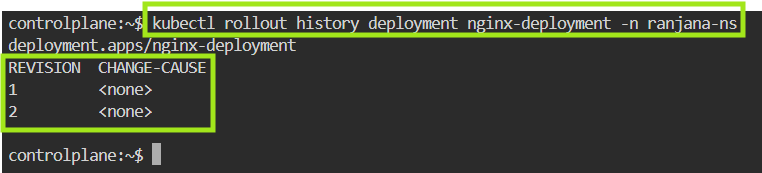 controlplane:~$ kubectl rollout history deployment nginx-deployment -n ranjana-ns
deployment.apps/nginx-deployment
REVISION  CHANGE-CAUSE
1         <none>
2         <none>
controlplane:~$